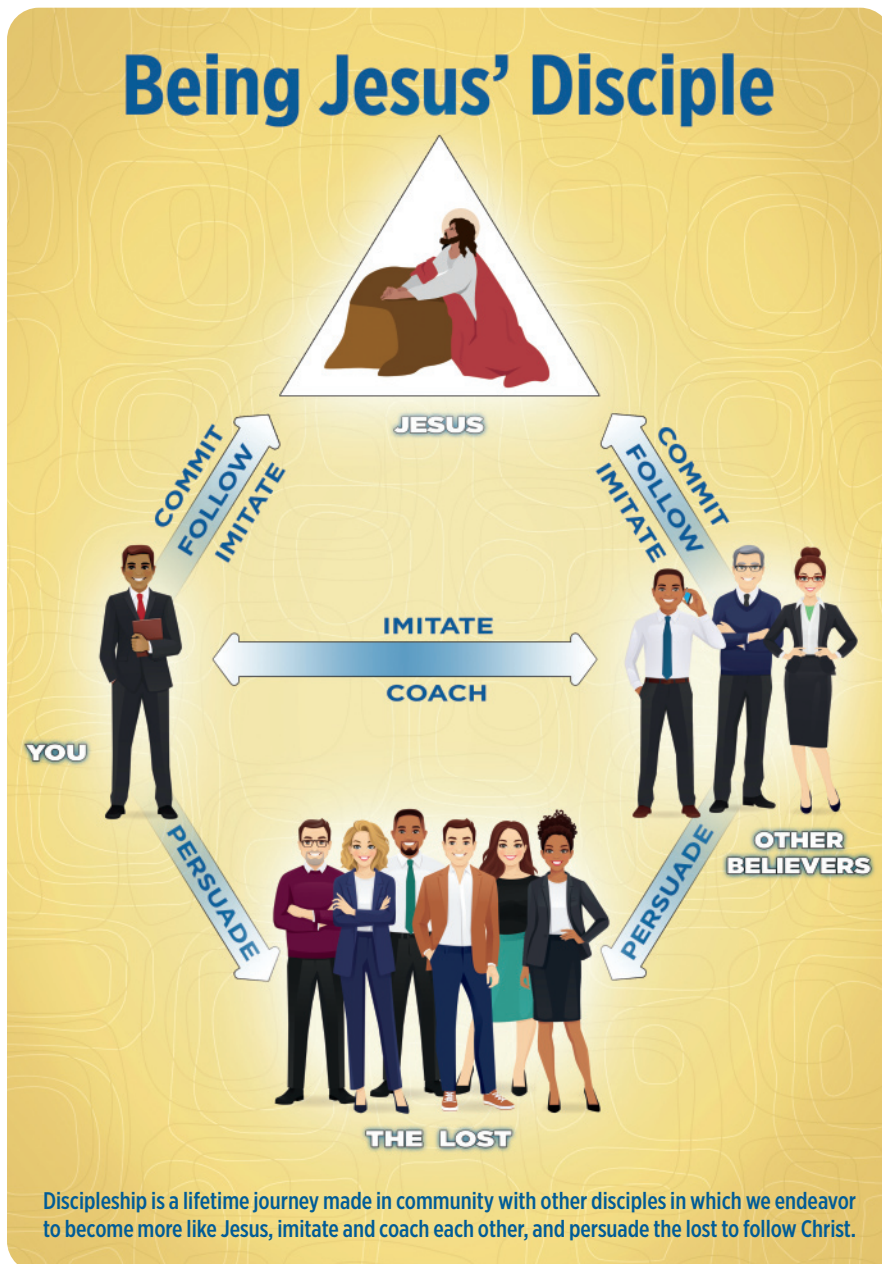 Being Jesus’ Disciple
JESUS
COMMIT
FOLLOW
IMITATE
COMMIT
FOLLOW
IMITATE
IMITATE
COACH
YOU
OTHER
BELIEVERS
PERSUADE
PERSUADE
THE LOST
Discipleship is a lifetime journey made in community with other disciples in which we endeavor
to become more like Jesus, imitate and coach each other, and persuade the lost to follow Christ.